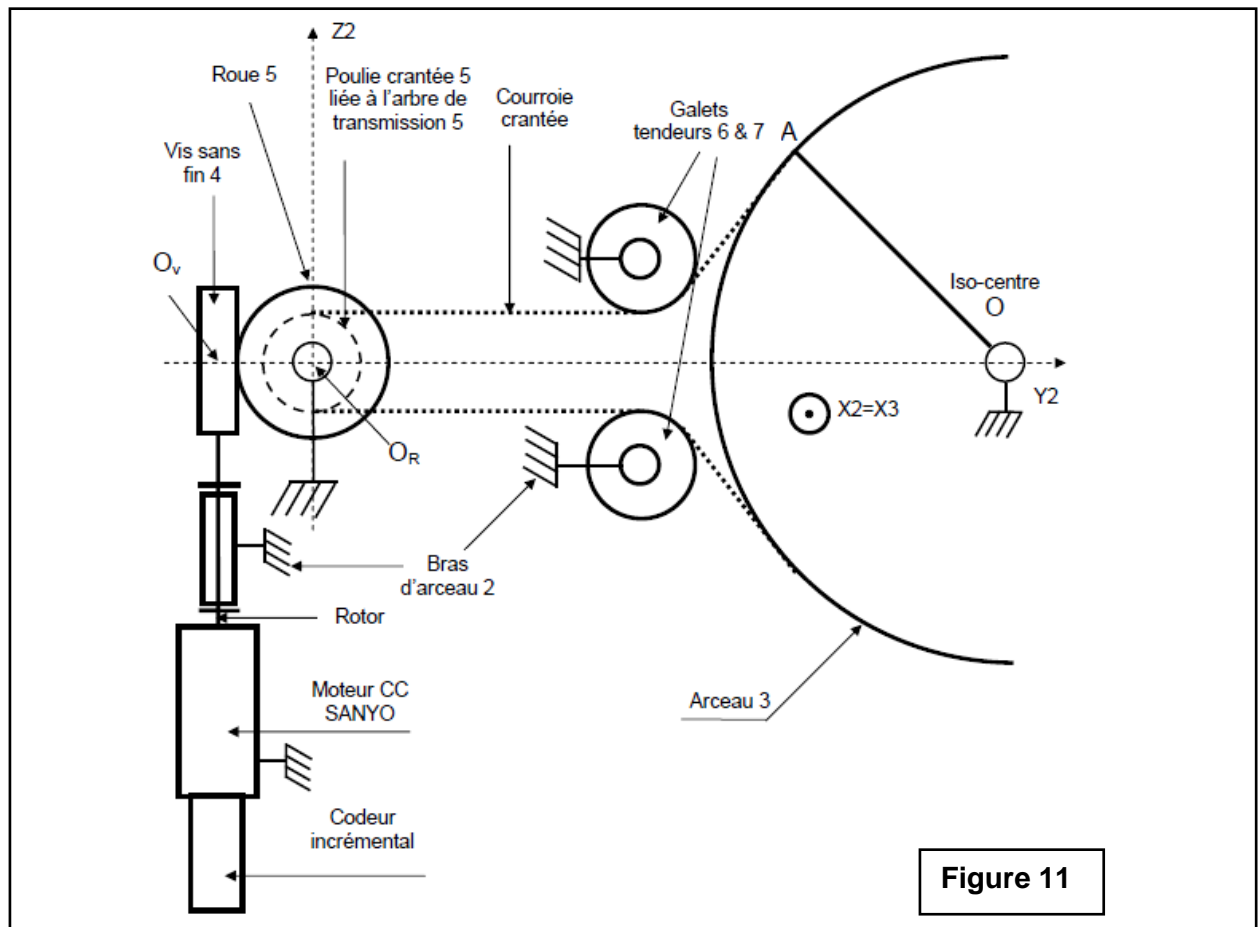 Z2
Roue 5
Poulie crantée 5
liée à l'arbre de
transmission 5
Courroie
crantée
Galets
tendeurs 6 & 7
A
Vis sans
fin 4
Ov
Iso-centre
O
Y2
X2=X3
OR
Bras
d'arceau 2
Rotor
Arceau 3
Moteur CC
SANYO
Codeur
incrémental
Figure 11